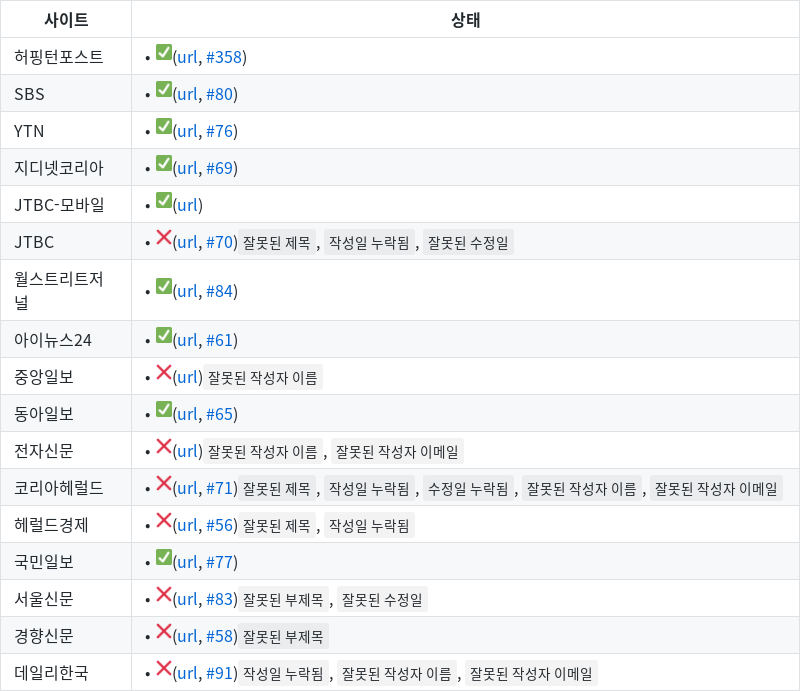 사이트 상태
허핑턴포스트 • ✅(url, #358)
SBS • ✅(url, #80)
YTN • ✅(url, #76)
지디넷코리아 • ✅(url, #69)
JTBC-모바일 • ✅(url)
JTBC • ❌(url, #70) 잘못된 제목 , 작성일 누락됨 , 잘못된 수정일
월스트리트저
널 • ✅(url, #84)
아이뉴스24 • ✅(url, #61)
중앙일보 • ❌(url) 잘못된 작성자 이름
동아일보 • ✅(url, #65)
전자신문 • ❌(url) 잘못된 작성자 이름 , 잘못된 작성자 이메일
코리아헤럴드 • ❌(url, #71) 잘못된 제목 , 작성일 누락됨 , 수정일 누락됨 , 잘못된 작성자 이름 , 잘못된 작성자 이메일
헤럴드경제 • ❌(url, #56) 잘못된 제목 , 작성일 누락됨
국민일보 • ✅(url, #77)
서울신문 • ❌(url, #83) 잘못된 부제목 , 잘못된 수정일
경향신문 • ❌(url, #58) 잘못된 부제목
데일리한국 • ❌(url, #91) 작성일 누락됨 , 잘못된 작성자 이름 , 잘못된 작성자 이메일